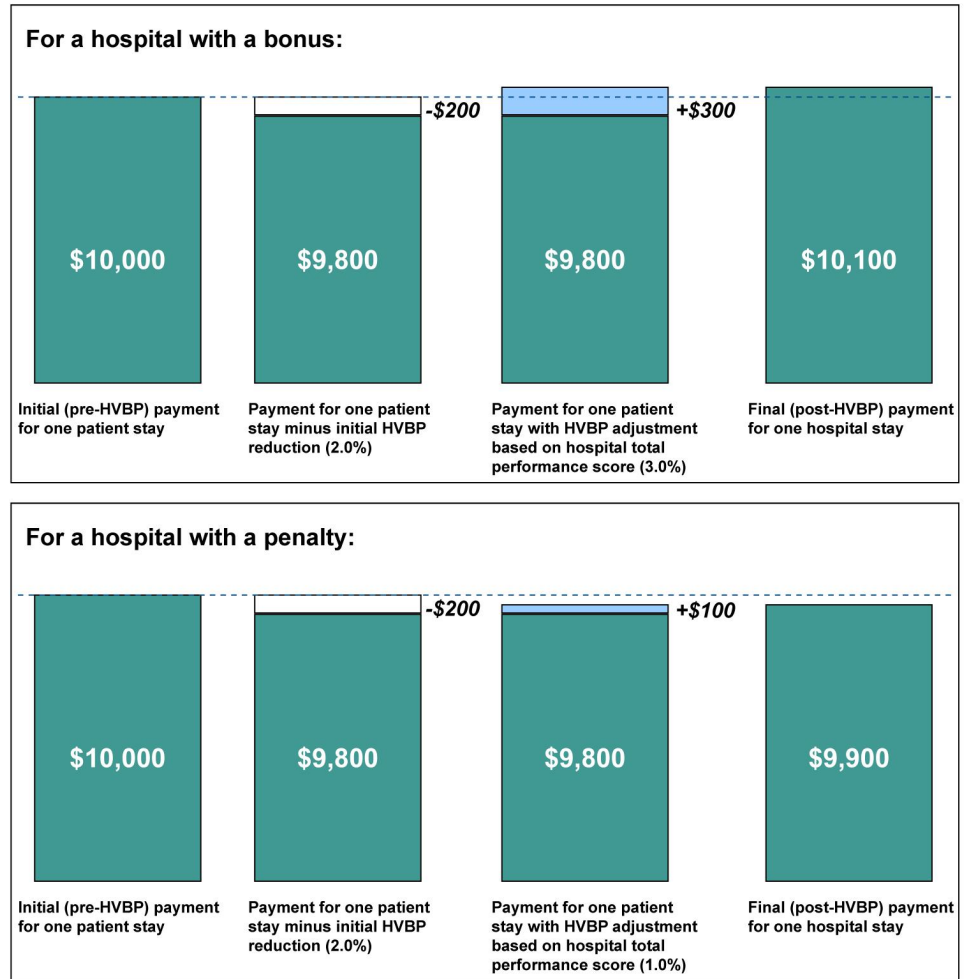 For a hospital with a bonus:
-$200
+$300
$10,000
$9,800
$9,800
$10,100
Initial (pre-HVBP) payment
for one patient stay
Payment for one patient
stay minus initial HVBP
reduction (2.0%)
Payment for one patient
stay with HVBP adjustment
based on hospital total
performance score (3.0%)
Final (post-HVBP) payment
for one hospital stay
For a hospital with a penalty:
-$200
+$100
$10,000
$9,800
$9,800
$9,900
Initial (pre-HVBP) payment
for one patient stay
Payment for one patient
stay minus initial HVBP
reduction (2.0%)
Payment for one patient
stay with HVBP adjustment
based on hospital total
performance score (1.0%)
Final (post-HVBP) payment
for one hospital stay